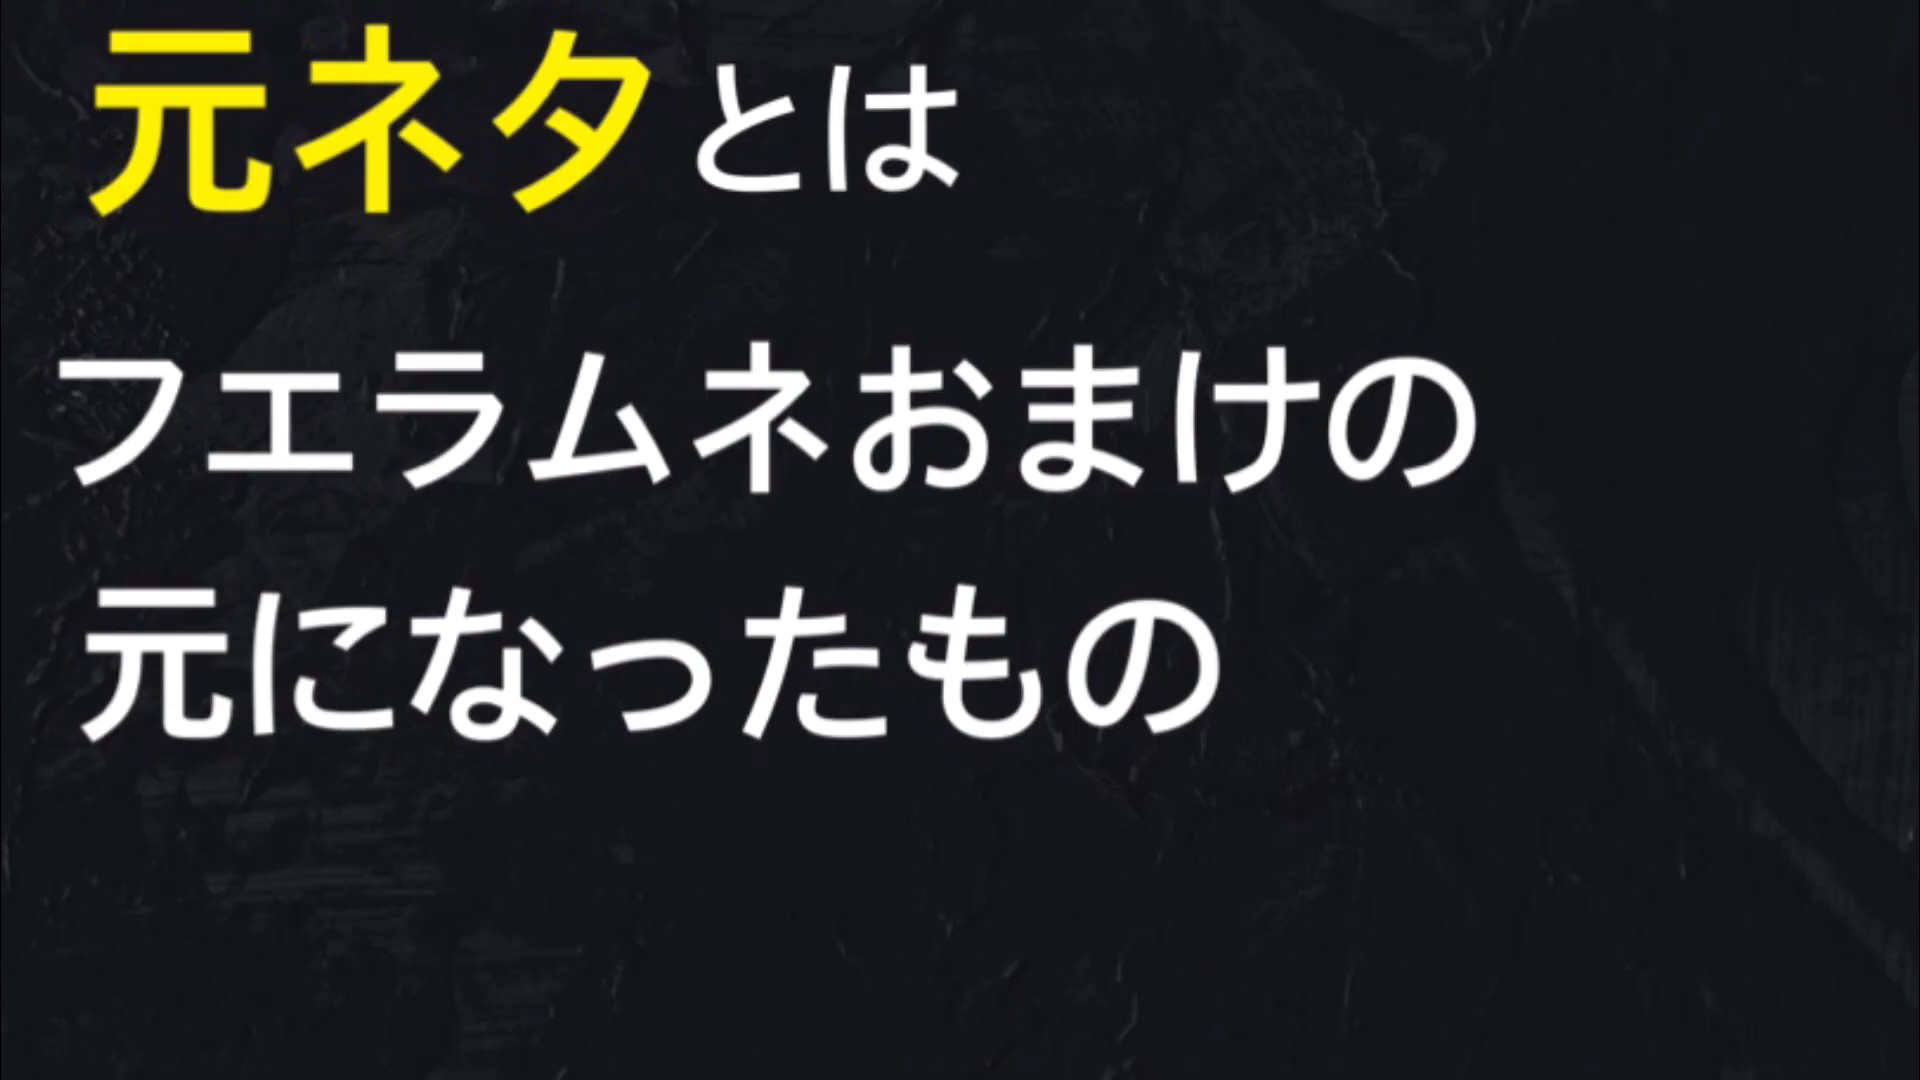 元ネタとは
フエラムネおまけの
元になったもの